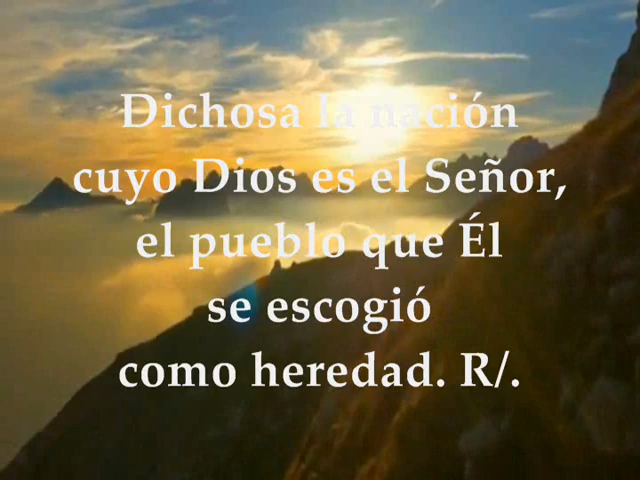 Dichosa la nación
cuyo Dios es el Señor,
el pueblo que Él
se escogió
como heredad. R/.